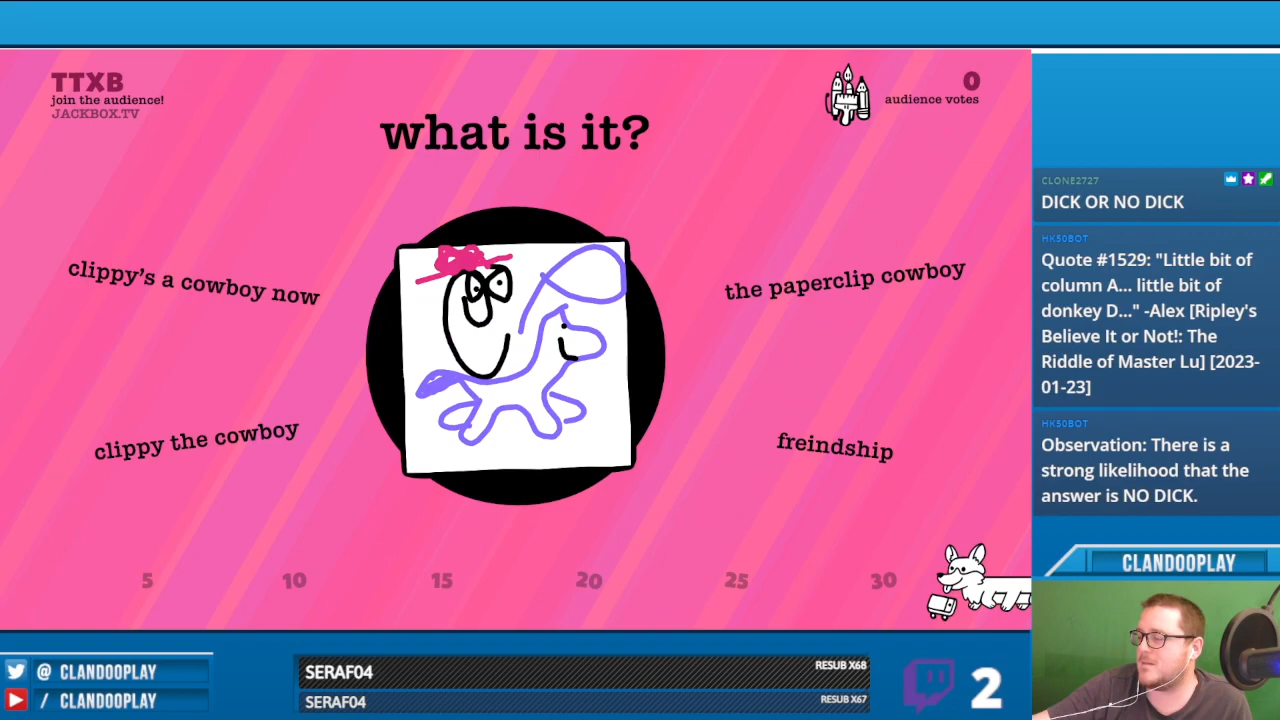 TTXB
join the audience!
JACKBOX.TV
0
audience votes
what is it?
clippy's a cowboy now
the paperclip cowboy
clippy the cowboy
freindship
5 10 15 20 25 30
CLONE2727
DICK OR NO DICK
HK50BOT
Quote #1529: "Little bit of
column A... little bit of
donkey D..." -Alex [Ripley's
Believe It or Not!: The
Riddle of Master Lu] [2023-
01-23]
HK50BOT
Observation: There is a
strong likelihood that the
answer is NO DICK.
CLANDOOPLAY
@ CLANDOOPLAY
/ CLANDOOPLAY
SERAF04 RESUB X68
SERAF04 RESUB X67
2